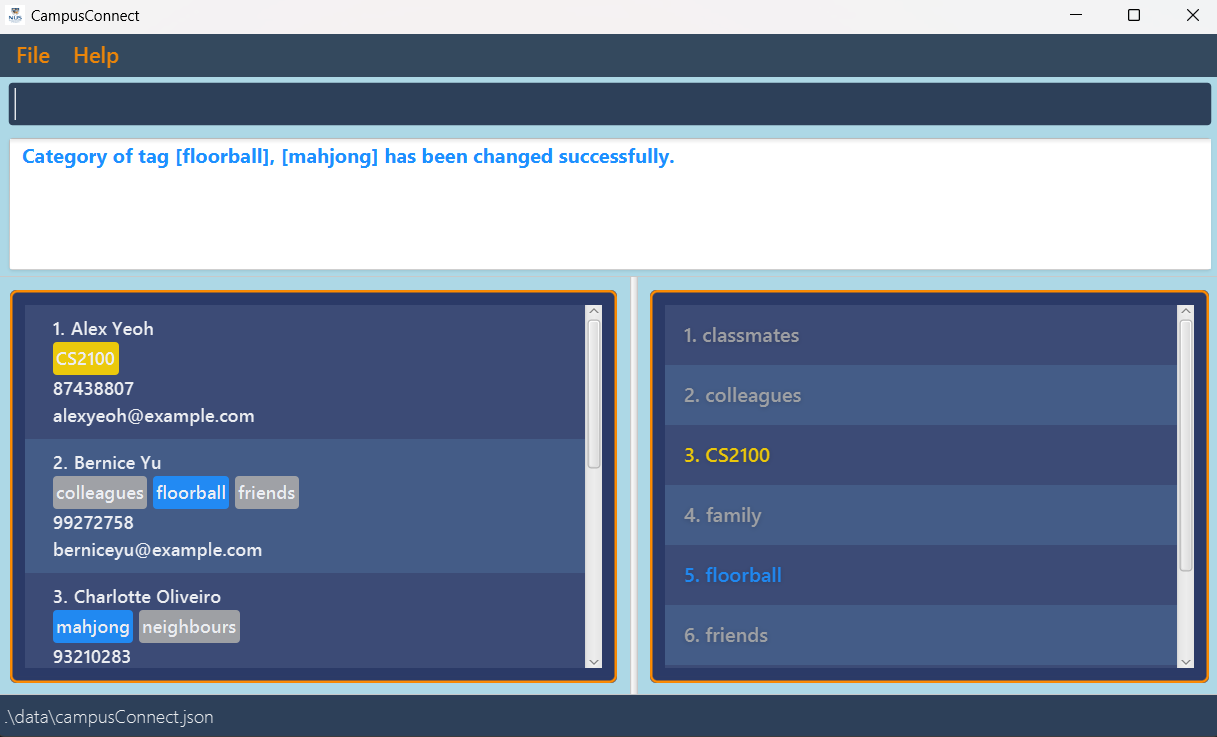 CampusConnect
File Help
Category of tag [floorball], [mahjong] has been changed successfully.
1. Alex Yeoh
CS2100
87438807
alexyeoh@example.com
2. Bernice Yu
colleagues floorball friends
99272758
berniceyu@example.com
3. Charlotte Oliveiro
mahjong neighbours
93210283
1. classmates
2. colleagues
3. CS2100
4. family
5. floorball
6. friends
.\data\campusConnect.json